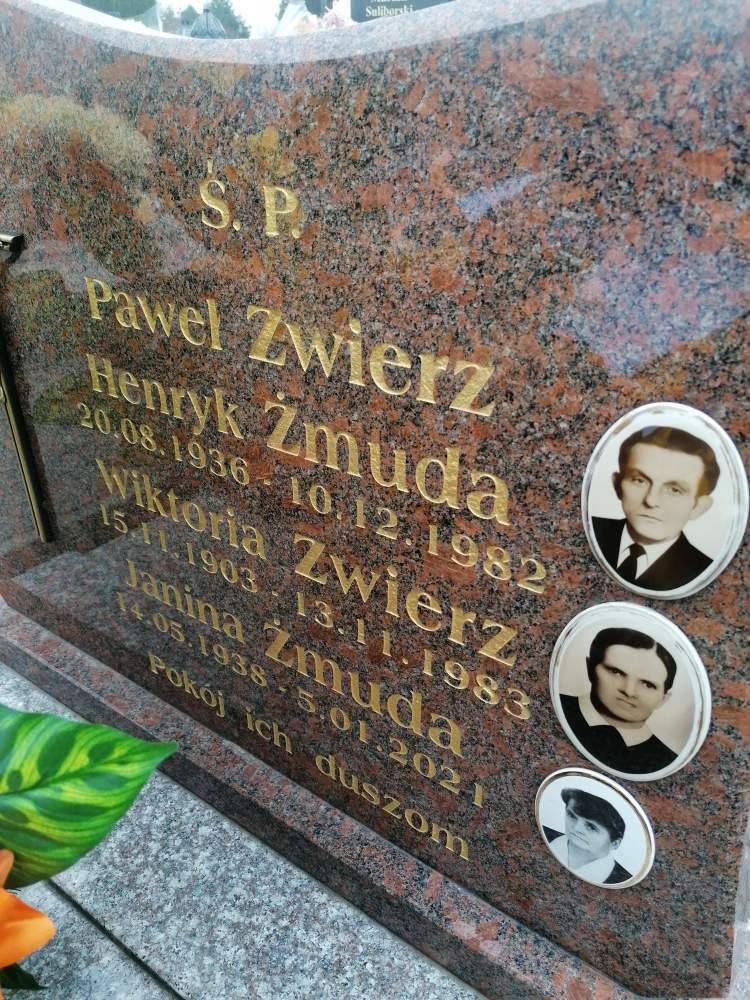 Suliborski
Ś. P.
Paweł Zwierz
Henryk Żmuda
20.08.1936 - 10.12.1982
Wiktoria Zwierz
15.11.1903 - 13.11.1983
Janina Żmuda
14.05.1938 - 5.01.2021
Pokój ich duszom